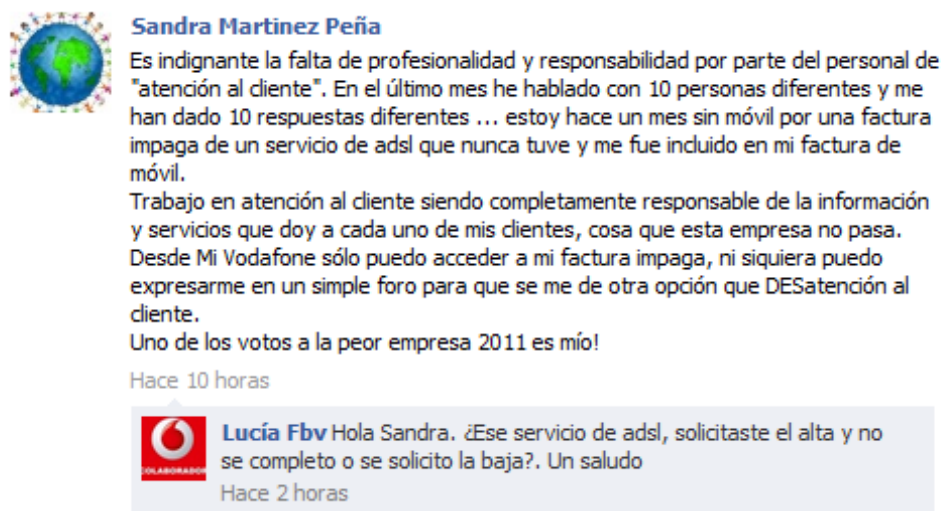 Sandra Martinez Peña
Es indignante la falta de profesionalidad y responsabilidad por parte del personal de
"atención al cliente". En el último mes he hablado con 10 personas diferentes y me
han dado 10 respuestas diferentes ... estoy hace un mes sin móvil por una factura
impaga de un servicio de adsl que nunca tuve y me fue incluido en mi factura de
móvil.
Trabajo en atención al cliente siendo completamente responsable de la información
y servicios que doy a cada uno de mis clientes, cosa que esta empresa no pasa.
Desde Mi Vodafone sólo puedo acceder a mi factura impaga, ni siquiera puedo
expresarme en un simple foro para que se me de otra opción que DESatención al
cliente.
Uno de los votos a la peor empresa 2011 es mío!
Hace 10 horas
Lucía Fbv Hola Sandra. ¿Ese servicio de adsl, solicitaste el alta y no
se completo o se solicito la baja?. Un saludo
COLABORADOR
Hace 2 horas